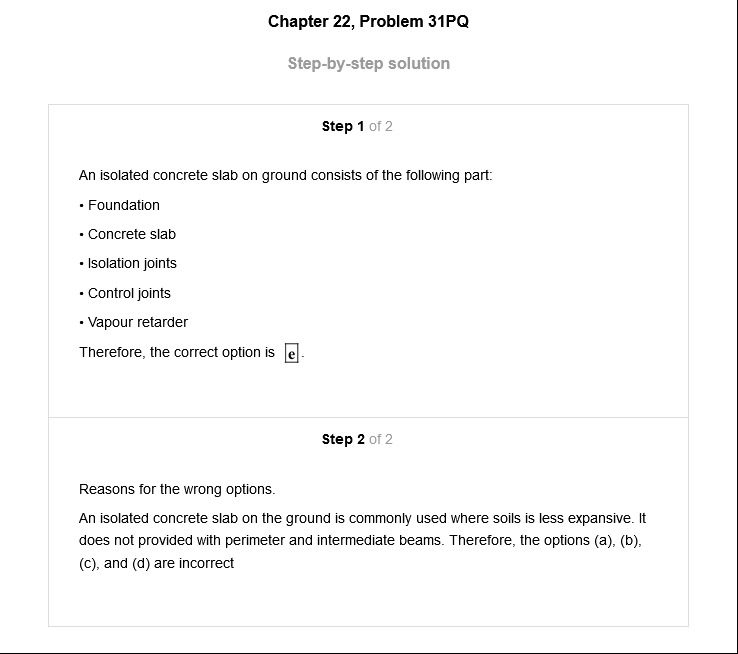 Chapter 22, Problem 31PQ
Step-by-step solution
Step 1 of 2
An isolated concrete slab on ground consists of the following part:
• Foundation
• Concrete slab
• Isolation joints
• Control joints
• Vapour retarder
Therefore, the correct option is e.
Step 2 of 2
Reasons for the wrong options.
An isolated concrete slab on the ground is commonly used where soils is less expansive. It
does not provided with perimeter and intermediate beams. Therefore, the options (a), (b),
(c), and (d) are incorrect